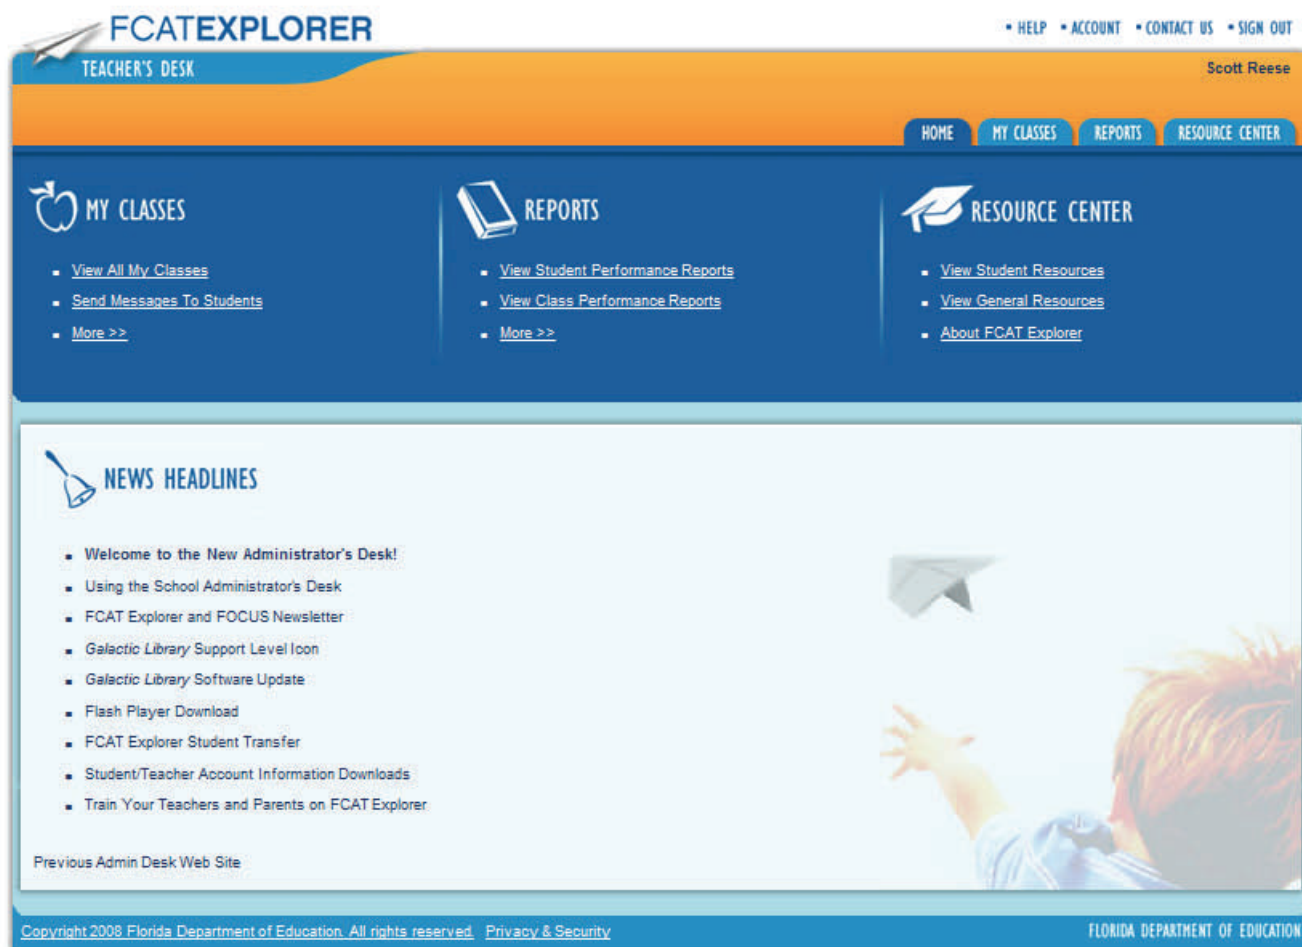 FCATEXPLORER
• HELP • ACCOUNT • CONTACT US • SIGN OUT
TEACHER'S DESK
Scott Reese
HOME MY CLASSES REPORTS RESOURCE CENTER
MY CLASSES
View All My Classes
Send Messages To Students
More >>
REPORTS
View Student Performance Reports
View Class Performance Reports
More >>
RESOURCE CENTER
View Student Resources
View General Resources
About FCAT Explorer
NEWS HEADLINES
Welcome to the New Administrator's Desk!
Using the School Administrator's Desk
FCAT Explorer and FOCUS Newsletter
Galactic Library Support Level Icon
Galactic Library Software Update
Flash Player Download
FCAT Explorer Student Transfer
Student/Teacher Account Information Downloads
Train Your Teachers and Parents on FCAT Explorer
Previous Admin Desk Web Site
Copyright 2008 Florida Department of Education. All rights reserved. Privacy & Security
FLORIDA DEPARTMENT OF EDUCATION